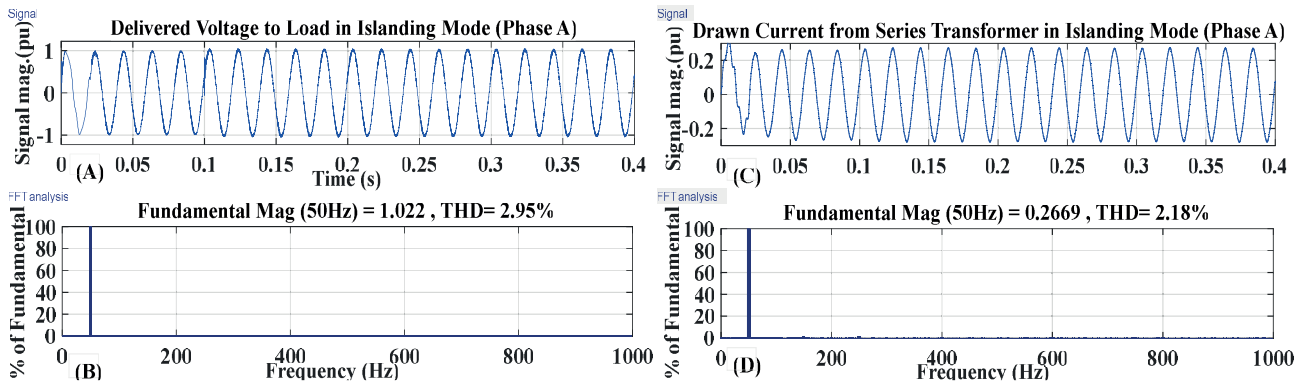 Signal
Delivered Voltage to Load in Islanding Mode (Phase A)
Signal mag.(pu)
1
0
-1
0 0.05 0.1 0.15 0.2 0.25 0.3 0.35 0.4
(A)
Time (s)
FFT analysis
Fundamental Mag (50Hz) = 1.022 , THD= 2.95%
% of Fundamental
100
80
60
40
20
0
0 200 400 600 800 1000
(B)
Frequency (Hz)
Signal
Drawn Current from Series Transformer in Islanding Mode (Phase A)
Signal mag.(pu)
0.2
0
-0.2
0 0.05 0.1 0.15 0.2 0.25 0.3 0.35 0.4
(C)
FFT analysis
Fundamental Mag (50Hz) = 0.2669 , THD= 2.18%
% of Fundamental
100
80
60
40
20
0
0 200 400 600 800 1000
(D)
Frequency (Hz)